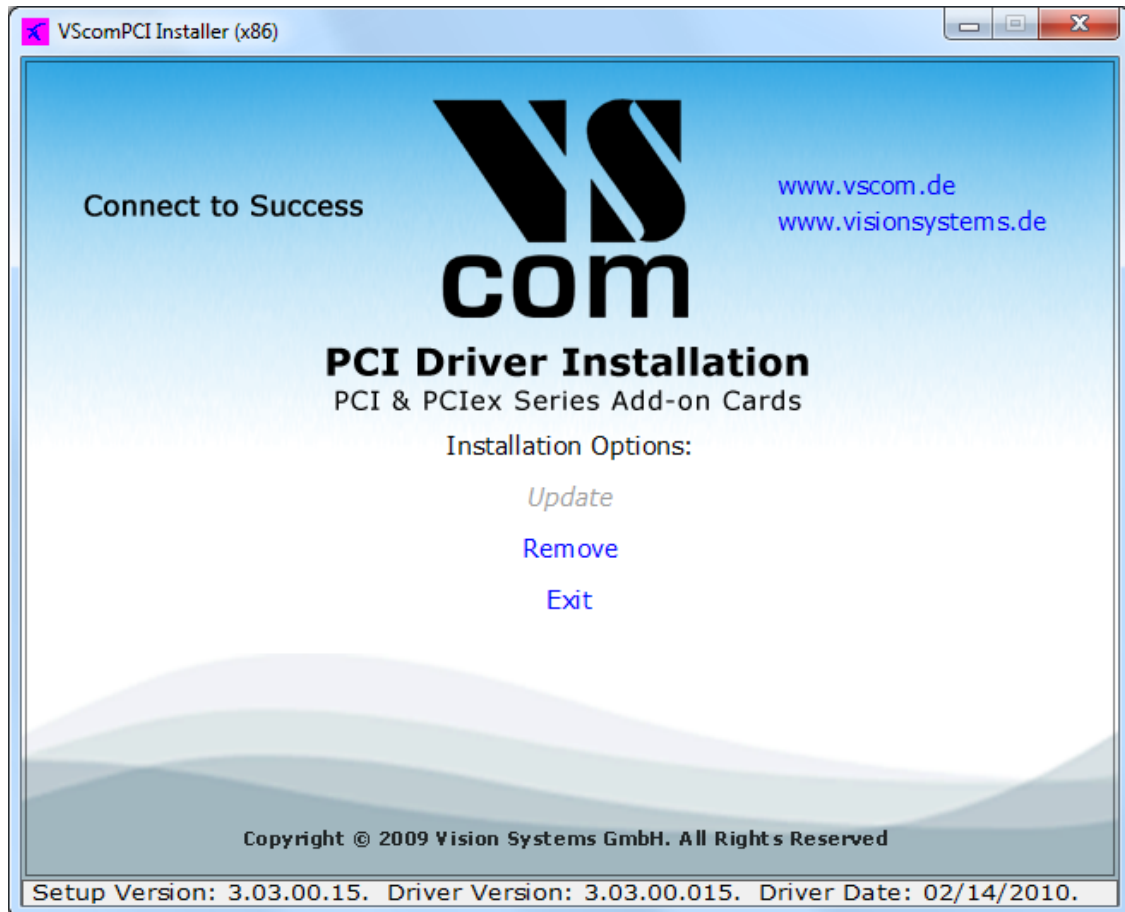 VScomPCI Installer (x86)
Connect to Success
VS
com
www.vscom.de
www.visionsystems.de
PCI Driver Installation
PCI & PCIex Series Add-on Cards
Installation Options:
Update
Remove
Exit
Copyright © 2009 Vision Systems GmbH. All Rights Reserved
Setup Version: 3.03.00.15. Driver Version: 3.03.00.015. Driver Date: 02/14/2010.